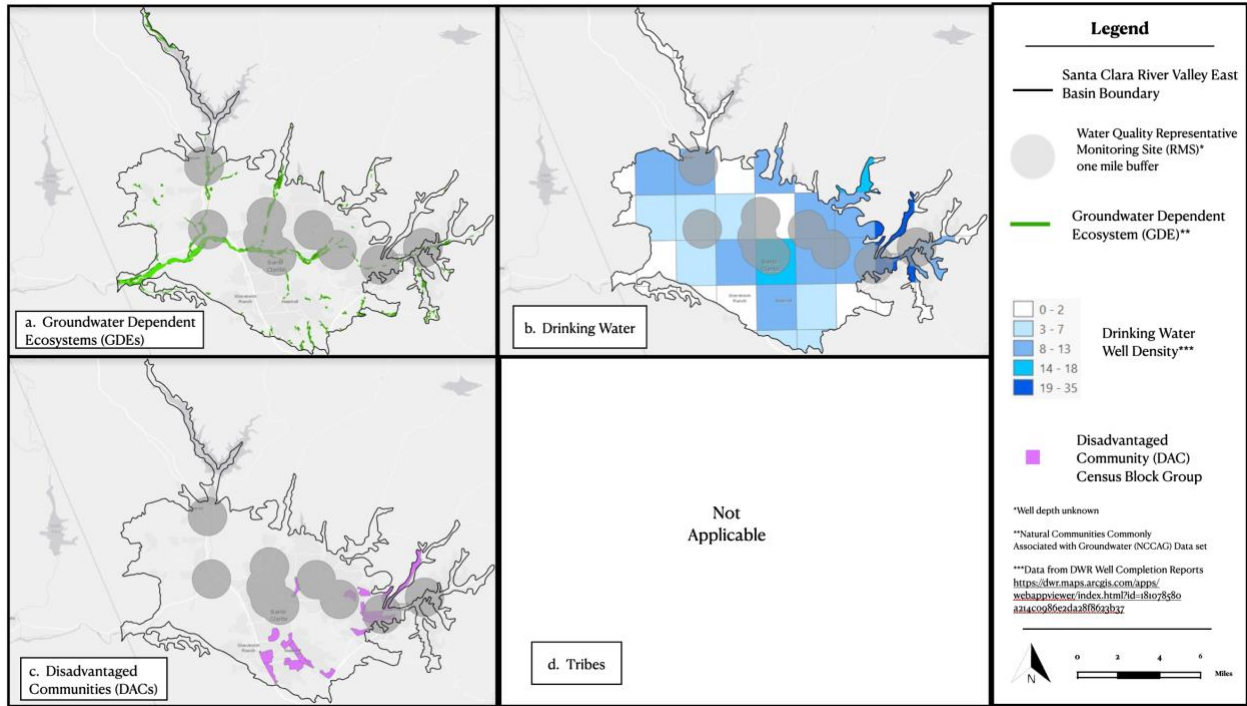 a. Groundwater Dependent
Ecosystems (GDEs)
b. Drinking Water
c. Disadvantaged
Communities (DACs)
Not
Applicable
d. Tribes
Legend
Santa Clara River Valley East
Basin Boundary
Water Quality Representative
Monitoring Site (RMS)*
one mile buffer
Groundwater Dependent
Ecosystem (GDE)**
0 - 2
3 - 7
8 - 13
14 - 18
19 - 35
Drinking Water
Well Density***
Disadvantaged
Community (DAC)
Census Block Group
*Well depth unknown
**Natural Communities Commonly
Associated with Groundwater (NCCAG) Data set
***Data from DWR Well Completion Reports
https://dwr.maps.arcgis.com/apps/
webappviewer/index.html?id=181078580
a214c0986e2da28f8623b37
N
0 2 4 6
Miles